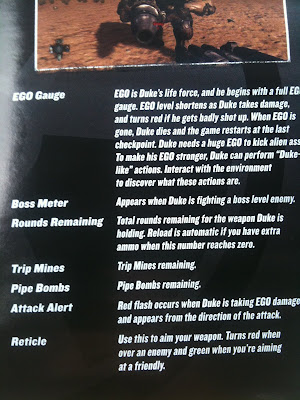 EGO Gauge
EGO is Duke's life force, and he begins with a full EG
gauge. EGO level shortens as Duke takes damage,
and turns red if he gets badly shot up. When EGO is
gone, Duke dies and the game restarts at the last
checkpoint. Duke needs a huge EGO to kick alien ass
To make his EGO stronger, Duke can perform "Duke-
like" actions. Interact with the environment
to discover what these actions are.
Boss Meter
Appears when Duke is fighting a boss level enemy.
Rounds Remaining
Total rounds remaining for the weapon Duke is
holding. Reload is automatic if you have extra
ammo when this number reaches zero.
Trip Mines
Trip Mines remaining.
Pipe Bombs
Pipe Bombs remaining.
Attack Alert
Red flash occurs when Duke is taking EGO damage
and appears from the direction of the attack.
Reticle
Use this to aim your weapon. Turns red when
over an enemy and green when you're aiming
at a friendly.